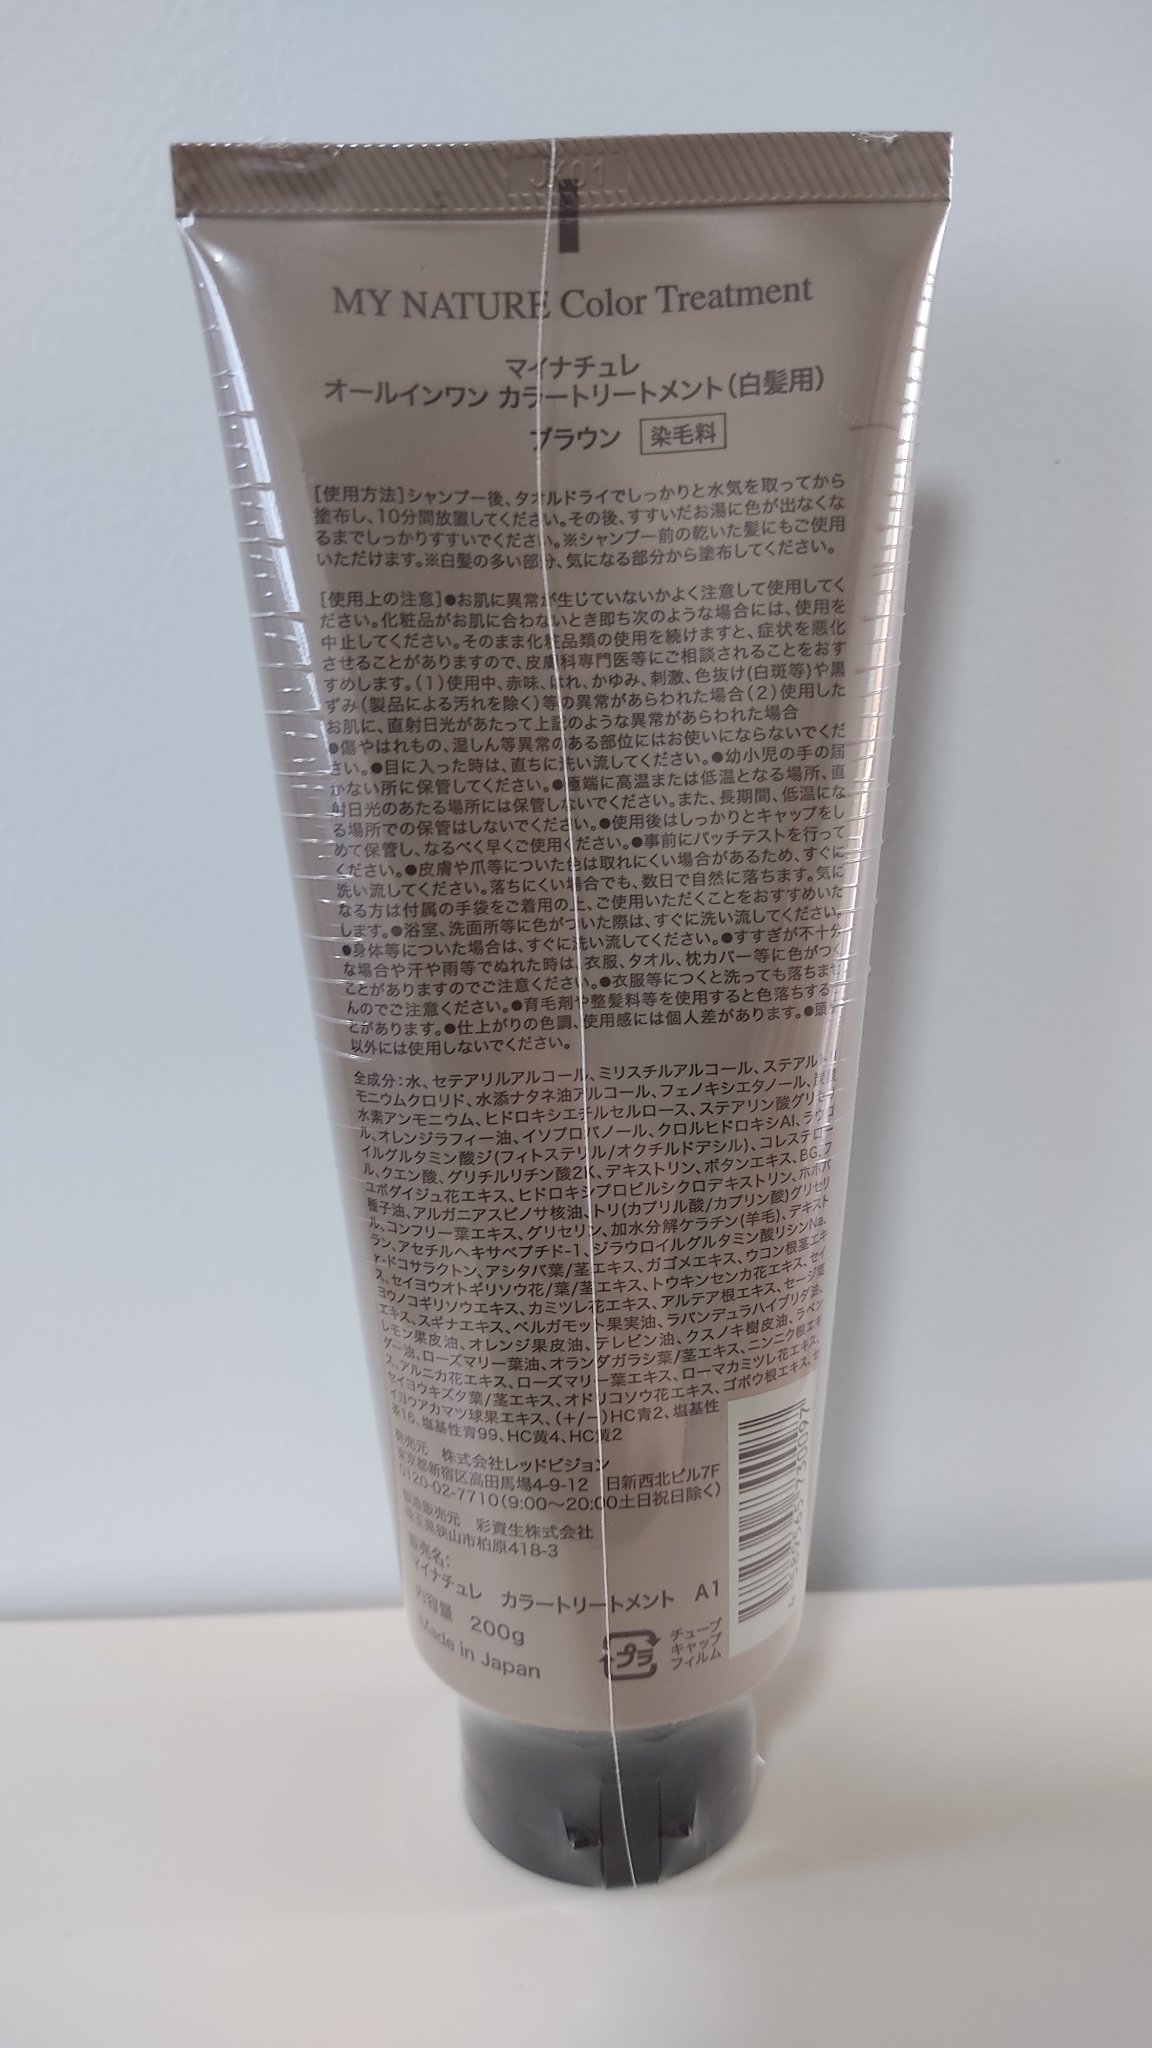 MY NATURE Color Treatment
マイナチュレ
オールインワン カラートリートメント(白髪用)
ブラウン 染毛料
[使用方法]シャンプー後、タオルドライでしっかりと水気を取ってから
塗布し、10分間放置してください。その後、すすいだお湯に色が出なくな
るまでしっかりすすいでください。※シャンプー前の乾いた髪にもご使用
いただけます。※白髪の多い部分、気になる部分から塗布してください。
[使用上の注意]●お肌に異常が生じていないかよく注意して使用してく
ださい。化粧品がお肌に合わないとき即ち次のような場合には、使用を
中止してください。そのまま化粧品類の使用を続けますと、症状を悪化
させることがありますので、皮膚科専門医等にご相談されることをおす
すめします。(1)使用中、赤味、はれ、かゆみ、刺激、色抜け(白斑等)や黒
ずみ(製品による汚れを除く)等の異常があらわれた場合(2)使用した
お肌に、直射日光があたって上記のような異常があらわれた場合
●傷やはれもの、湿しん等異常のある部位にはお使いにならないでくだ
さい。●目に入った時は、直ちに洗い流してください。●幼小児の手の届
かない所に保管してください。●極端に高温または低温となる場所、直
射日光のあたる場所には保管しないでください。また、長期間、低温にな
る場所での保管はしないでください。●使用後はしっかりとキャップをし
めて保管し、なるべく早くご使用ください。●事前にパッチテストを行って
ください。●皮膚や爪等についた色は取れにくい場合があるため、すぐに
洗い流してください。落ちにくい場合でも、数日で自然に落ちます。気に
なる方は付属の手袋をご着用の上、ご使用いただくことをおすすめいた
します。●浴室、洗面所等に色がついた際は、すぐに洗い流してください。
●身体等についた場合は、すぐに洗い流してください。●すすぎが不十分
な場合や汗や雨等でぬれた時は、衣服、タオル、枕カバー等に色がつく
ことがありますのでご注意ください。●衣服等につくと洗っても落ちませ
んのでご注意ください。●育毛剤や整髪料等を使用すると色落ちするこ
とがあります。●仕上がりの色調、使用感には個人差があります。●頭髪
以外には使用しないでください。
全成分:水、セテアリルアルコール、ミリスチルアルコール、ステアルトリ
モニウムクロリド、水添ナタネ油アルコール、フェノキシエタノール、炭酸
水素アンモニウム、ヒドロキシエチルセルロース、ステアリン酸グリセリ
ル、オレンジラフィー油、イソプロパノール、クロルヒドロキシAl、ラウロ
イルグルタミン酸ジ(フィトステリル/オクチルドデシル)、コレステロー
ル、クエン酸、グリチルリチン酸2K、デキストリン、ボタンエキス、BG、フ
ユボダイジュ花エキス、ヒドロキシプロピルシクロデキストリン、ホホバ
種子油、アルガニアスピノサ核油、トリ(カプリル酸/カプリン酸)グリセリ
ル、コンフリー葉エキス、グリセリン、加水分解ケラチン(羊毛)、デキスト
ラン、アセチルヘキサペプチド-1、ジラウロイルグルタミン酸リシンNa、
γ-ドコサラクトン、アシタバ葉/茎エキス、ガゴメエキス、ウコン根茎エキ
ス、セイヨウオトギリソウ花/葉/茎エキス、トウキンセンカ花エキス、セイ
ヨウノコギリソウエキス、カミツレ花エキス、アルテア根エキス、セージ葉
エキス、スギナエキス、ベルガモット果実油、ラバンデュラハイブリダ油、
レモン果皮油、オレンジ果皮油、テレビン油、クスノキ樹皮油、ラベン
ダー油、ローズマリー葉油、オランダガラシ葉/茎エキス、ニンニク根エキ
ス、アルニカ花エキス、ローズマリー葉エキス、ローマカミツレ花エキス、
セイヨウキズタ葉/茎エキス、オドリコソウ花エキス、ゴボウ根エキス、セ
イヨウアカマツ球果エキス、(+/-)HC青2、塩基性
茶16、塩基性青99、HC黄4、HC黄2
発売元 株式会社レッドビジョン
東京都新宿区高田馬場4-9-12 日新西北ビル7F
0120-02-7710(9:00〜20:00土日祝日除く)
製造販売元 彩資生株式会社
埼玉県狭山市柏原418-3
販売名:
マイナチュレ カラートリートメント A1
内容量 200g
Made in Japan
プラ
チューブ
キャップ
フィルム
4589565730097